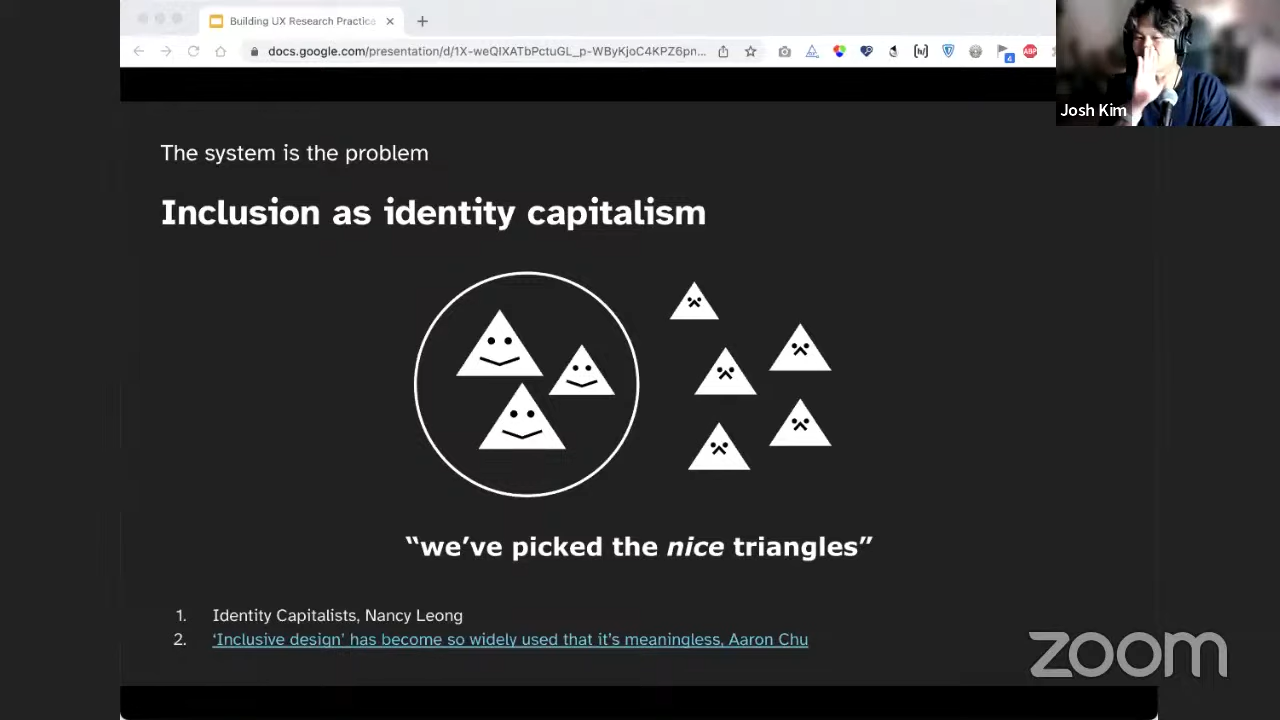 Building UX Research Practice
docs.google.com/presentation/d/1X-weQIXATbPctuGL_p-WByKjoC4KPZ6pn...
ABP
Josh Kim
The system is the problem
Inclusion as identity capitalism
“we’ve picked the nice triangles”
1. Identity Capitalists, Nancy Leong
2. ‘Inclusive design’ has become so widely used that it’s meaningless, Aaron Chu
zoom